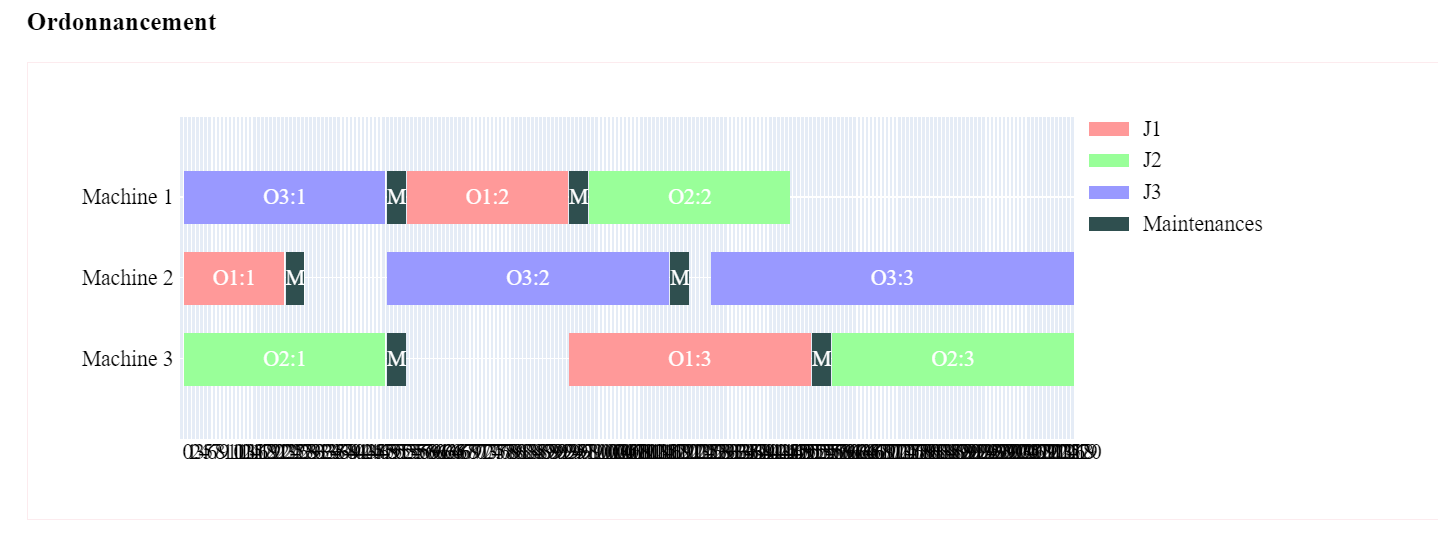 Ordonnancement
J1
J2
J3
Maintenances
Machine 1
O3:1
M
O1:2
M
O2:2
Machine 2
O1:1
M
O3:2
M
O3:3
Machine 3
O2:1
M
O1:3
M
O2:3